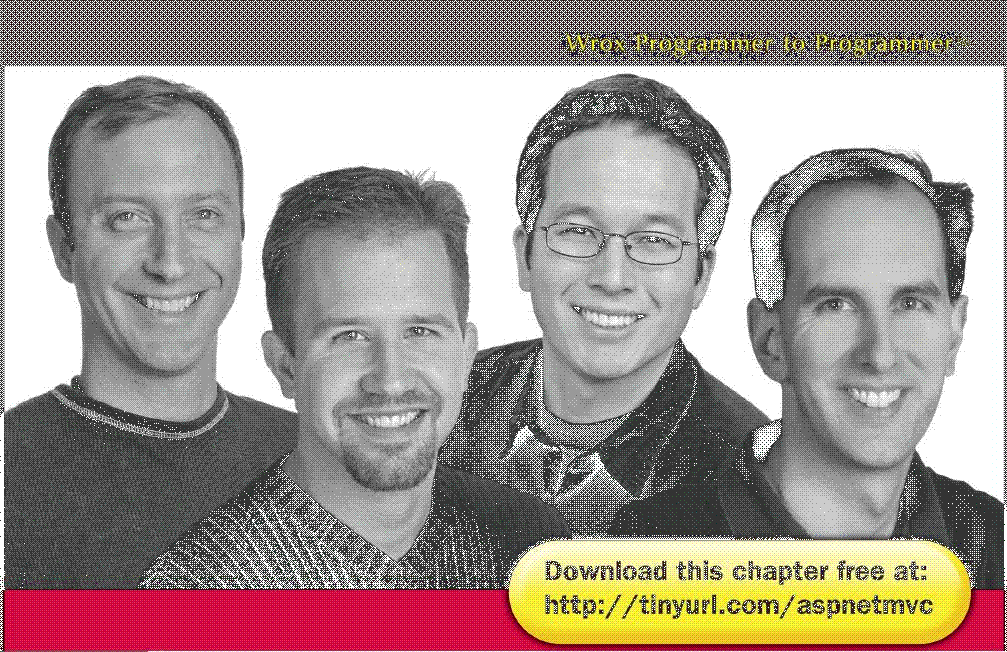 Wrox Programmer to Programmer
Download this chapter free at:
http://tinyurl.com/aspnetmvc